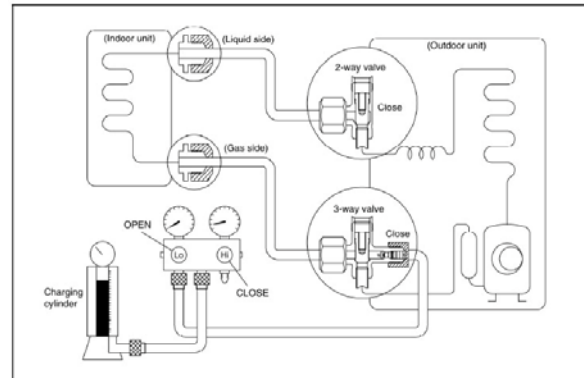 (Indoor unit)
(Liquid side)
(Outdoor unit)
2-way valve
Close
(Gas side)
3-way valve
Close
OPEN
Lo
Hi
CLOSE
Charging
cylinder